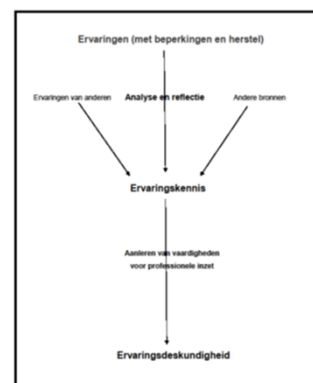 Ervaringen (met beperkingen en herstel)
Ervaringen van anderen
Analyse en reflectie
Andere bronnen
Ervaringskennis
Aanleren van vaardigheden
voor professionele inzet
Ervaringsdeskundigheid